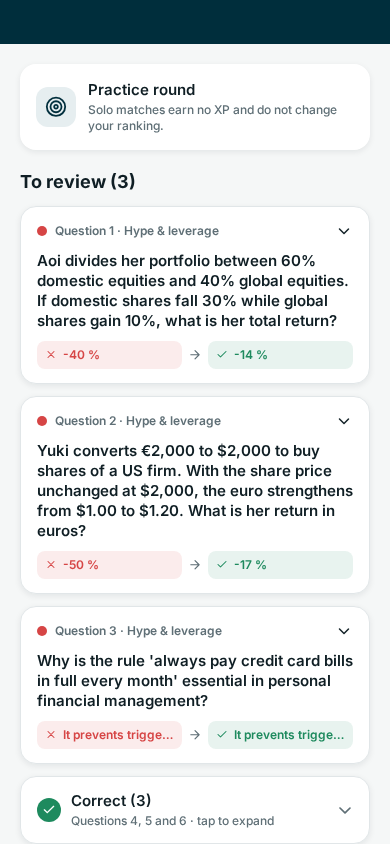 Practice round
Solo matches earn no XP and do not change
your ranking.
To review (3)
Question 1 · Hype & leverage
Aoi divides her portfolio between 60%
domestic equities and 40% global equities.
If domestic shares fall 30% while global
shares gain 10%, what is her total return?
-40 %
-14 %
Question 2 · Hype & leverage
Yuki converts €2,000 to $2,000 to buy
shares of a US firm. With the share price
unchanged at $2,000, the euro strengthens
from $1.00 to $1.20. What is her return in
euros?
-50 %
-17 %
Question 3 · Hype & leverage
Why is the rule 'always pay credit card bills
in full every month' essential in personal
financial management?
It prevents trigge...
It prevents trigge...
Correct (3)
Questions 4, 5 and 6 · tap to expand